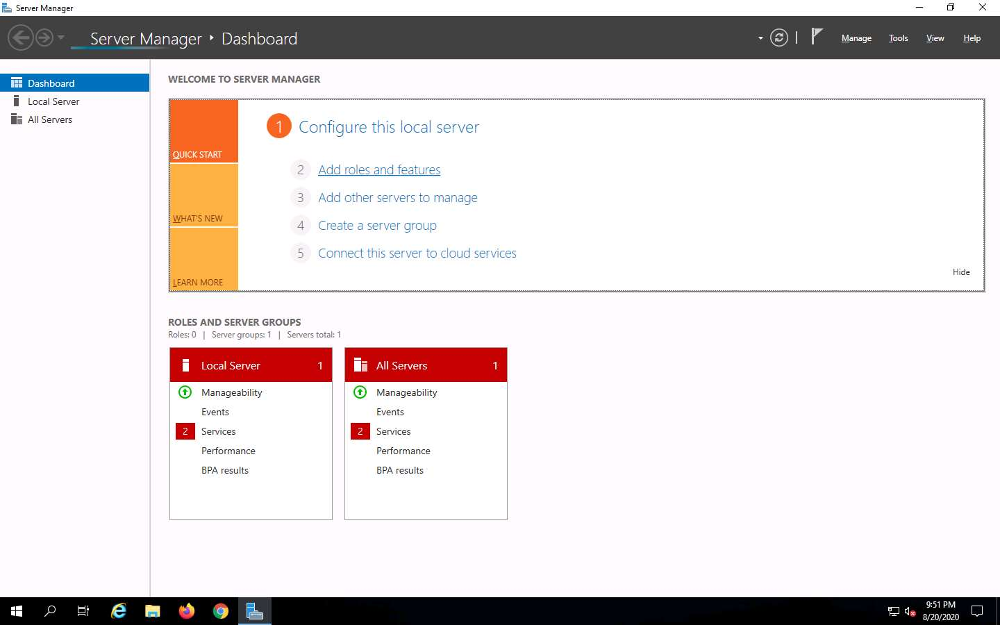 Server Manager
Server Manager ‣ Dashboard
Manage Tools View Help
Dashboard
Local Server
All Servers
WELCOME TO SERVER MANAGER
QUICK START
WHAT'S NEW
LEARN MORE
1 Configure this local server
2 Add roles and features
3 Add other servers to manage
4 Create a server group
5 Connect this server to cloud services
Hide
ROLES AND SERVER GROUPS
Roles: 0 | Server groups: 1 | Servers total: 1
Local Server 1
Manageability
Events
2 Services
Performance
BPA results
All Servers 1
Manageability
Events
2 Services
Performance
BPA results
9:51 PM
8/20/2020